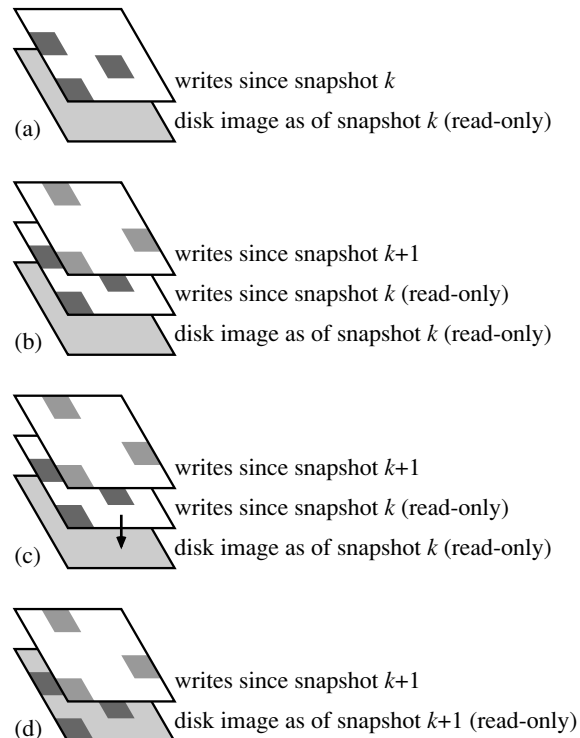 writes since snapshot k
disk image as of snapshot k (read-only)
(a)
writes since snapshot k+1
writes since snapshot k (read-only)
disk image as of snapshot k (read-only)
(b)
writes since snapshot k+1
writes since snapshot k (read-only)
disk image as of snapshot k (read-only)
(c)
writes since snapshot k+1
disk image as of snapshot k+1 (read-only)
(d)